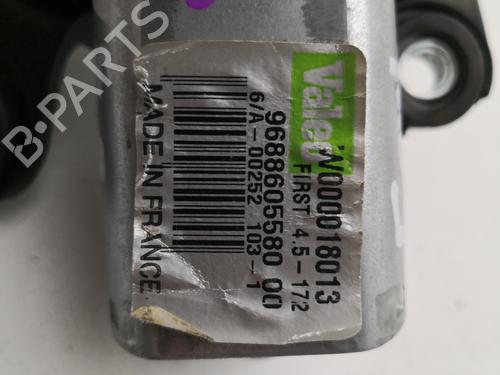 Valeo
W000018013
FIRST 4.5-172
9688605580 00
6/A-00252 103-1
MADE IN FRANCE
B-Parts